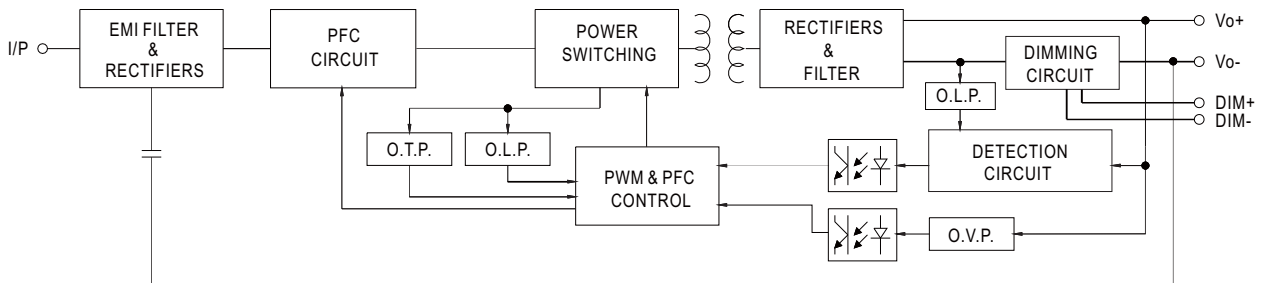 I/P
EMI FILTER
&
RECTIFIERS
PFC
CIRCUIT
POWER
SWITCHING
RECTIFIERS
&
FILTER
DIMMING
CIRCUIT
Vo+
Vo-
DIM+
DIM-
O.L.P.
O.T.P.
O.L.P.
PWM & PFC
CONTROL
DETECTION
CIRCUIT
O.V.P.